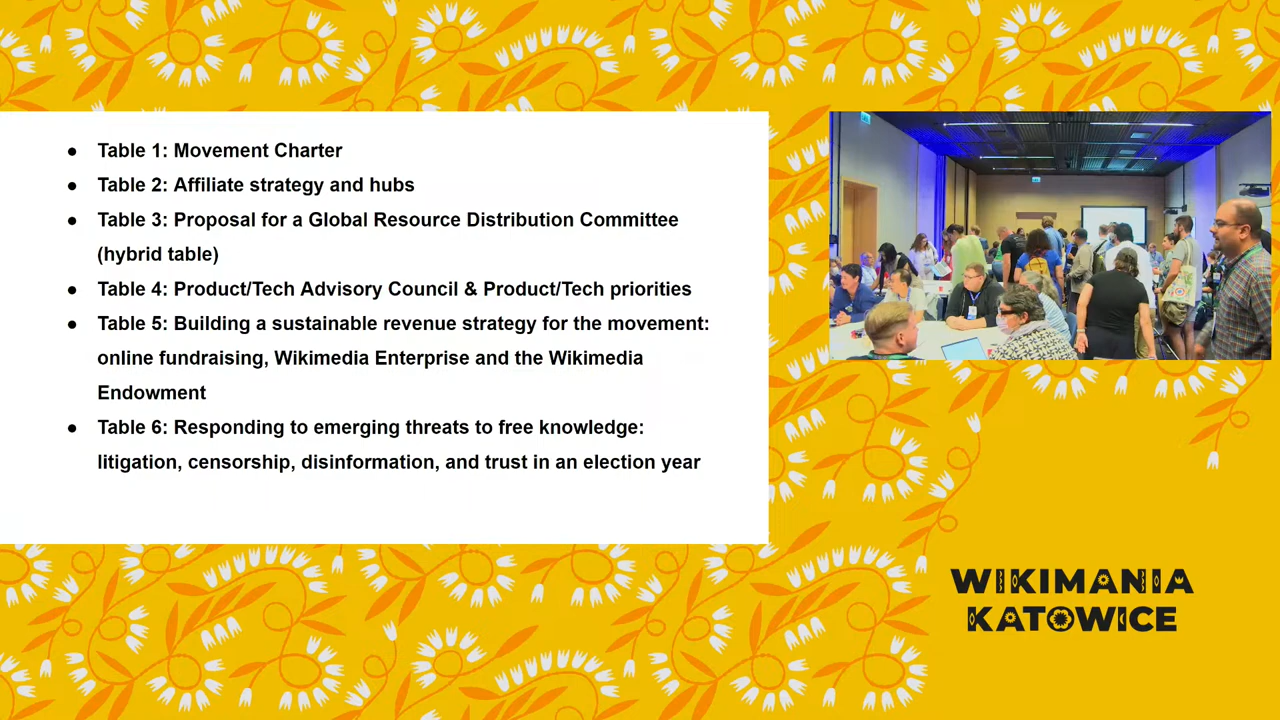 ● Table 1: Movement Charter
● Table 2: Affiliate strategy and hubs
● Table 3: Proposal for a Global Resource Distribution Committee
(hybrid table)
● Table 4: Product/Tech Advisory Council & Product/Tech priorities
● Table 5: Building a sustainable revenue strategy for the movement:
online fundraising, Wikimedia Enterprise and the Wikimedia
Endowment
● Table 6: Responding to emerging threats to free knowledge:
litigation, censorship, disinformation, and trust in an election year
WIKIMANIA
KATOWICE